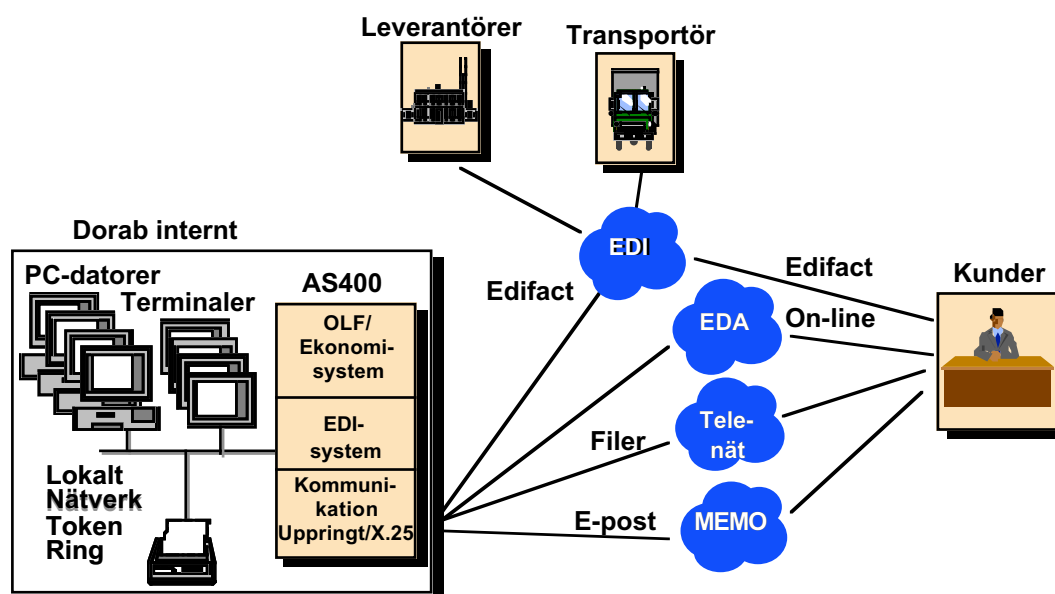 Leverantörer
Transportör
Dorab internt
EDI
PC-datorer
Terminaler
AS400
Edifact
Edifact
Kunder
OLF/
Ekonomi-
system
EDA
On-line
EDI-
system
Filer
Tele-
nät
Lokalt
Nätverk
Token
Ring
Kommuni-
kation
Uppringt/X.25
E-post
MEMO